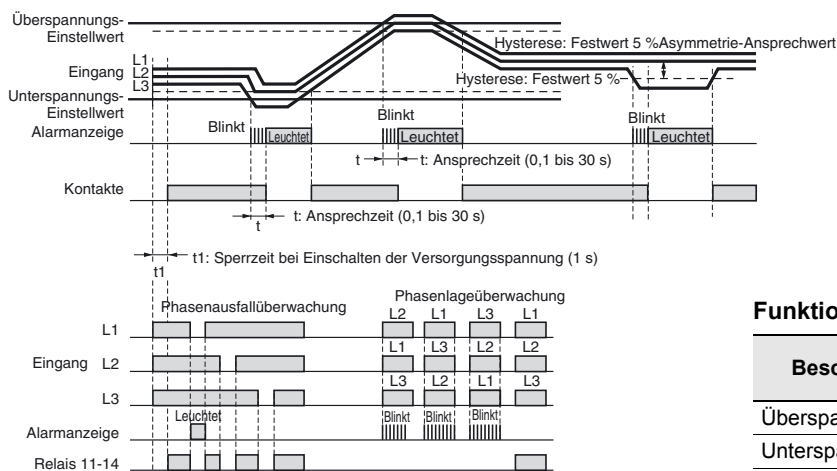 Überspannungs-
Einstellwert
Hysterese: Festwert 5 % Asymmetrie-Ansprechwert
L1
Eingang L2
L3
Hysterese: Festwert 5 %
Unterspannungs-
Einstellwert
Blinkt
Blinkt
Blinkt
Alarmanzeige
Leuchtet
Leuchtet
Leuchtet
t
t: Ansprechzeit (0,1 bis 30 s)
Kontakte
t: Ansprechzeit (0,1 bis 30 s)
t
t1: Sperrzeit bei Einschalten der Versorgungsspannung (1 s)
t1
Phasenausfallüberwachung
Phasenlageüberwachung
L2 L1 L3 L1
L1
L1 L3 L2 L2
Eingang L2
L3 L2 L1 L3
L3
Leuchtet
Blinkt Blinkt Blinkt
Alarmanzeige
Relais 11-14
Funktio
Besc
Überspa
Unterspa